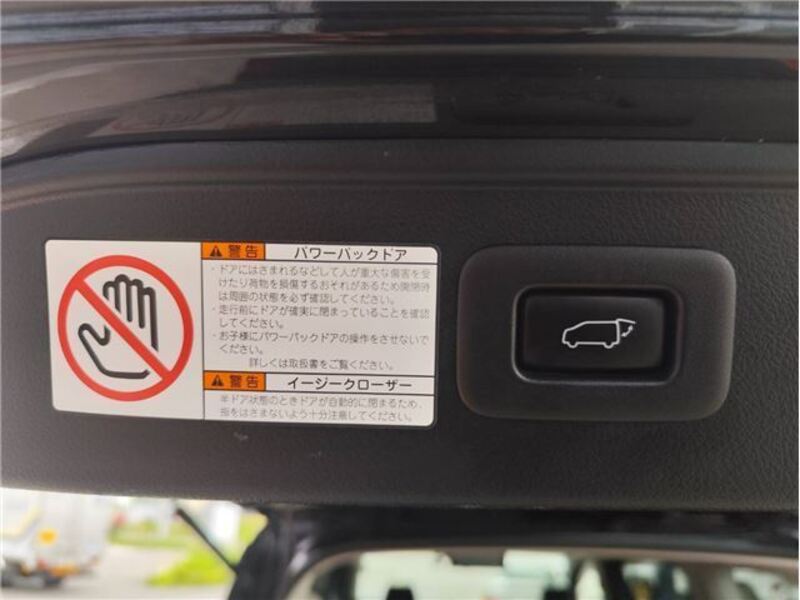 警告 パワーバックドア
・ドアにはさまれるなどして人が重大な傷害を受
けたり荷物を損傷するおそれがあるため開閉時
は周囲の状態を必ず確認してください。
・走行前にドアが確実に閉まっていることを確認
してください。
・お子様にパワーバックドアの操作をさせないで
ください。
詳しくは取扱書をご覧ください。
警告 イージークローザー
半ドア状態のときドアが自動的に閉まるため、
指をはさまないよう十分注意してください。